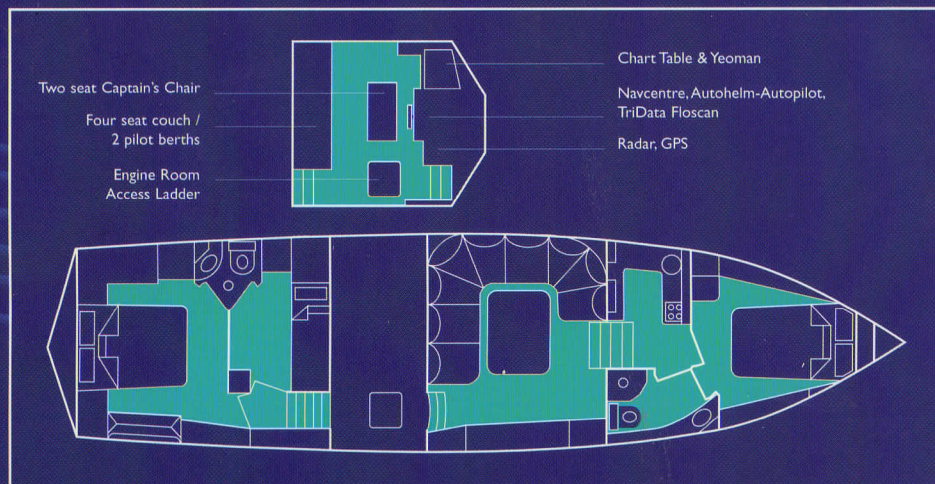 Two seat Captain's Chair
Four seat couch /
2 pilot berths
Engine Room
Access Ladder
Chart Table & Yeoman
Navcentre, Autohelm-Autopilot,
TriData Floscan
Radar, GPS